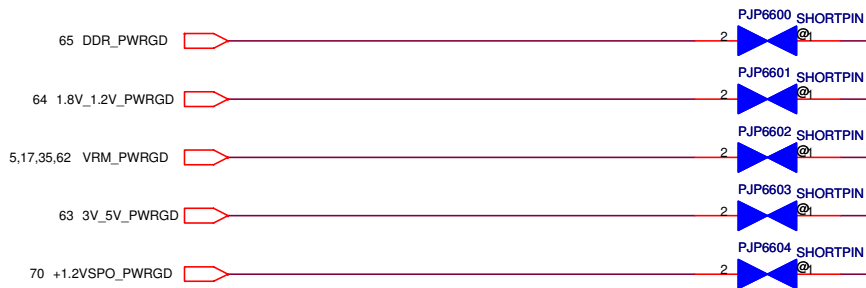 PJP6600 SHORTPIN
65 DDR_PWRGD 2 @1
PJP6601 SHORTPIN
64 1.8V_1.2V_PWRGD 2 @1
PJP6602 SHORTPIN
5,17,35,62 VRM_PWRGD 2 @1
PJP6603 SHORTPIN
63 3V_5V_PWRGD 2 @1
PJP6604 SHORTPIN
70 +1.2VSPO_PWRGD 2 @1